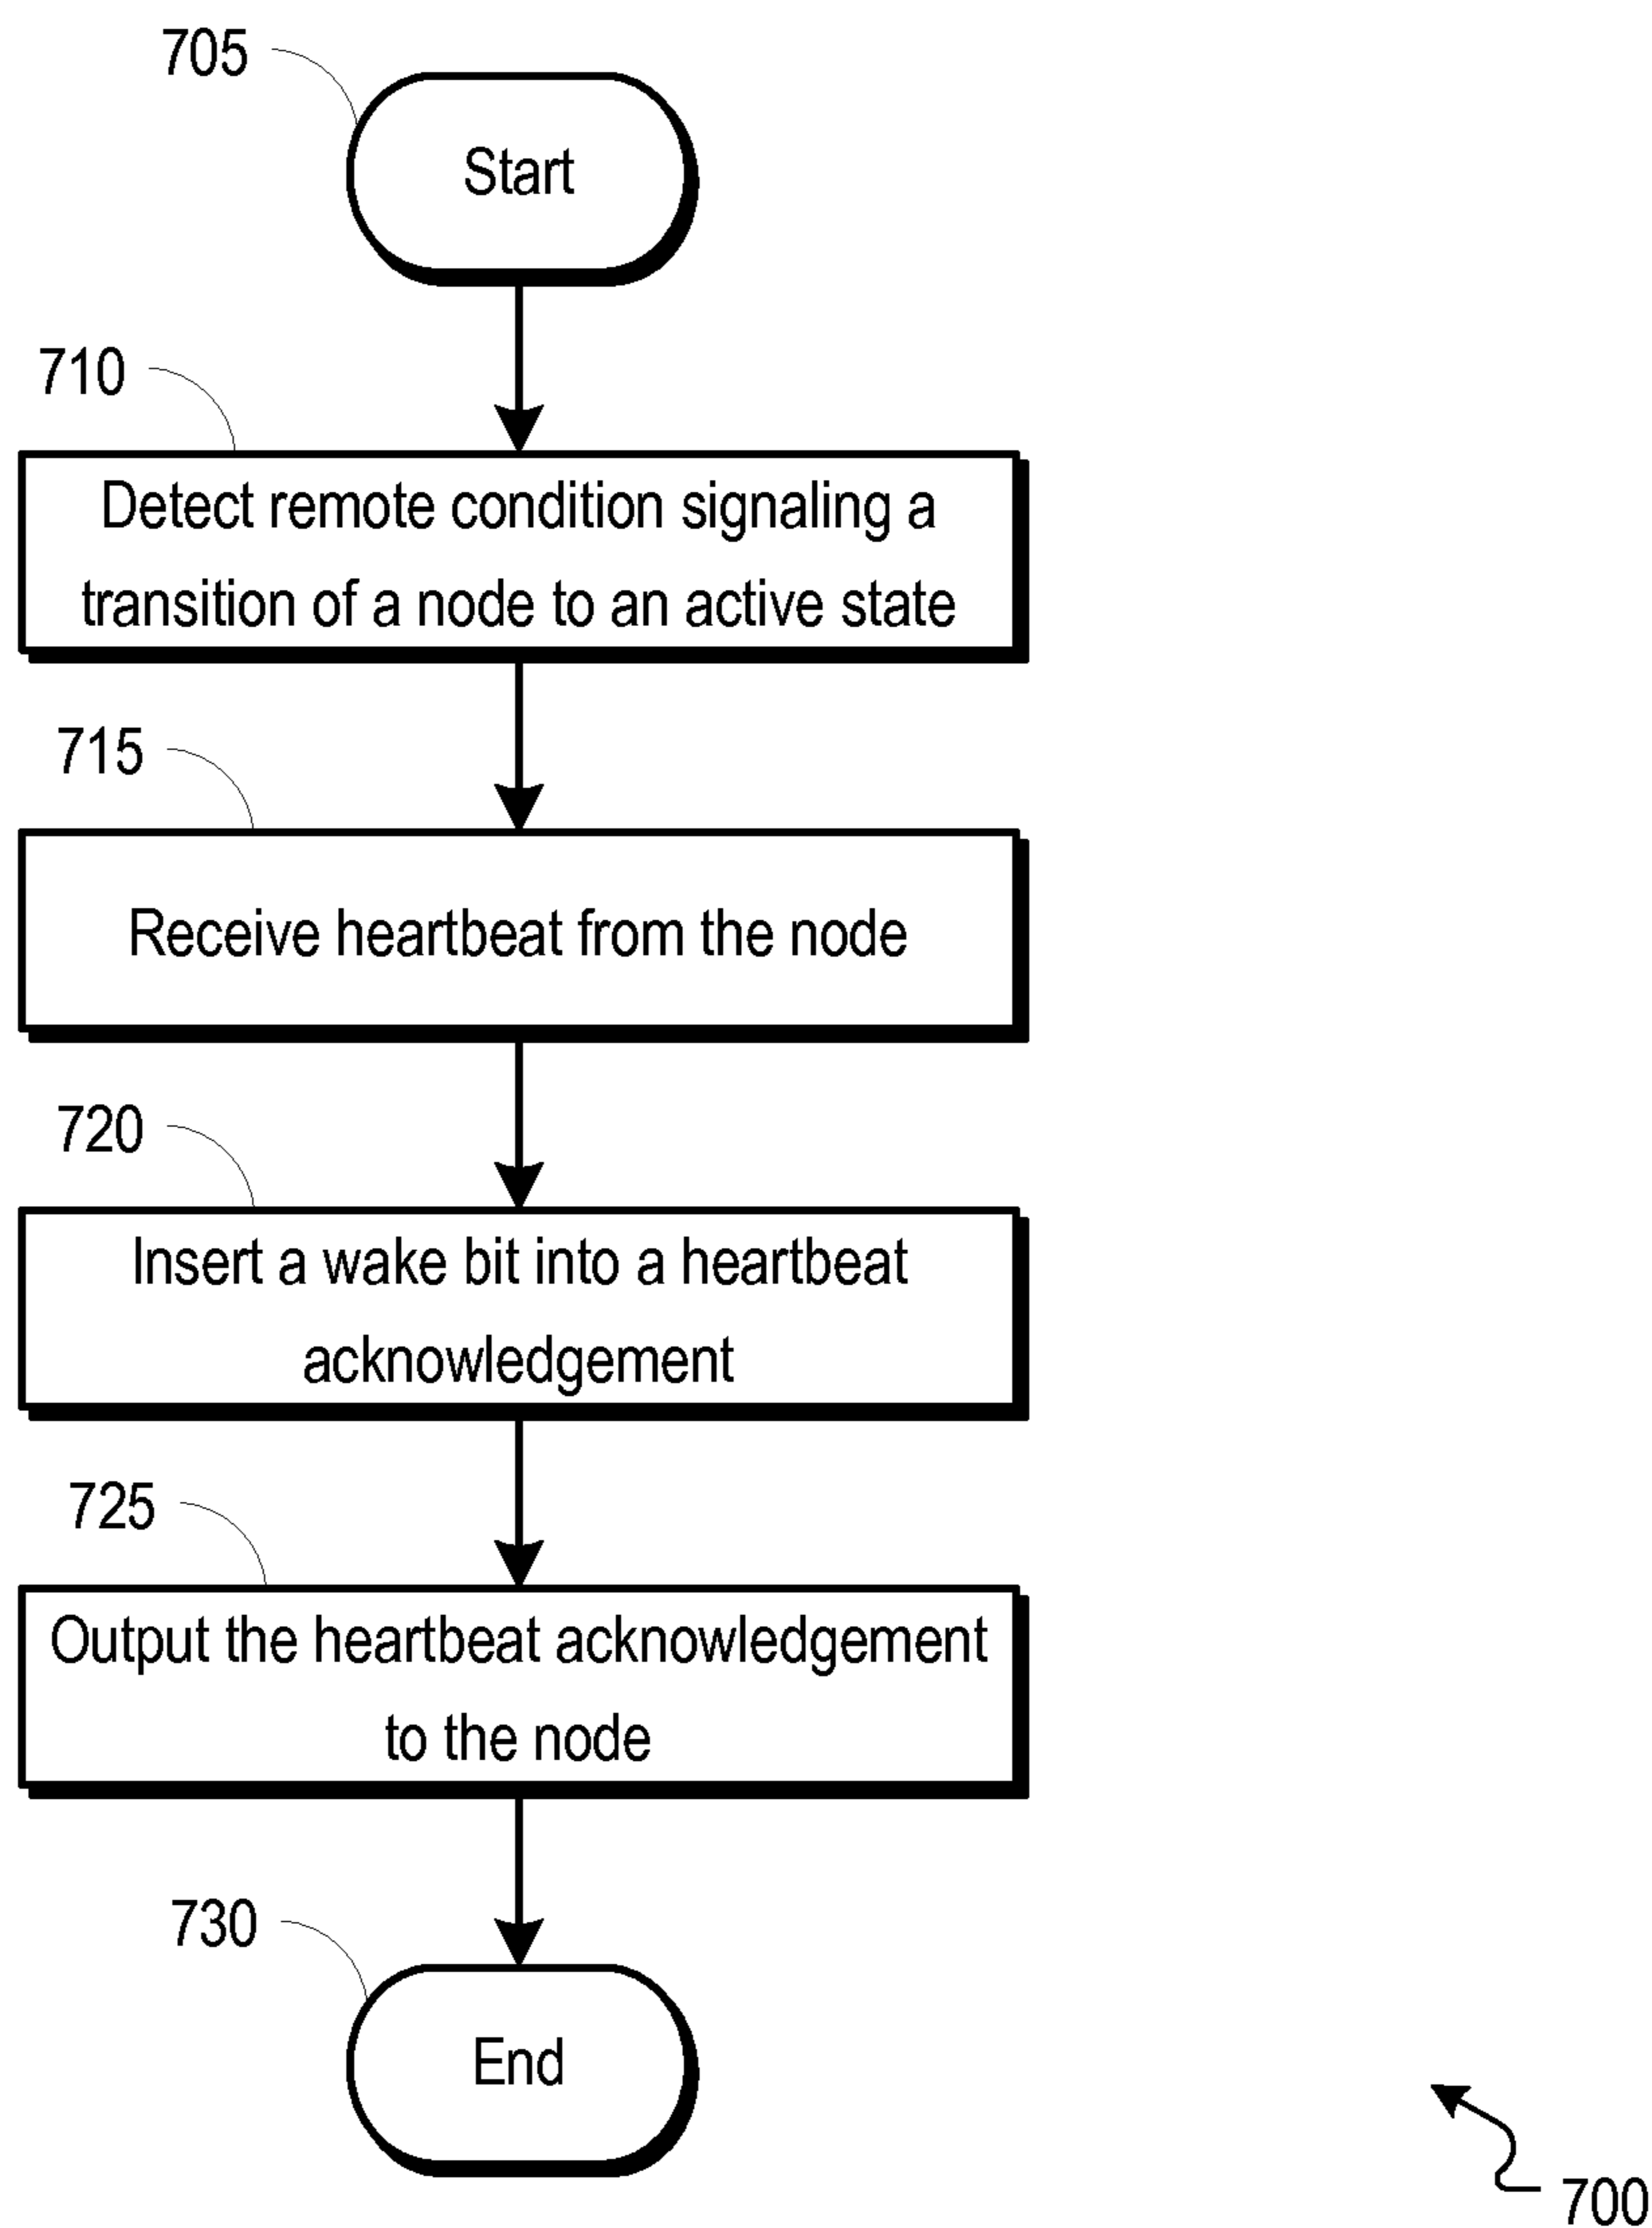 705
Start
710
Detect remote condition signaling a
transition of a node to an active state
715
Receive heartbeat from the node
720
Insert a wake bit into a heartbeat
acknowledgement
725
Output the heartbeat acknowledgement
to the node
730
End
700